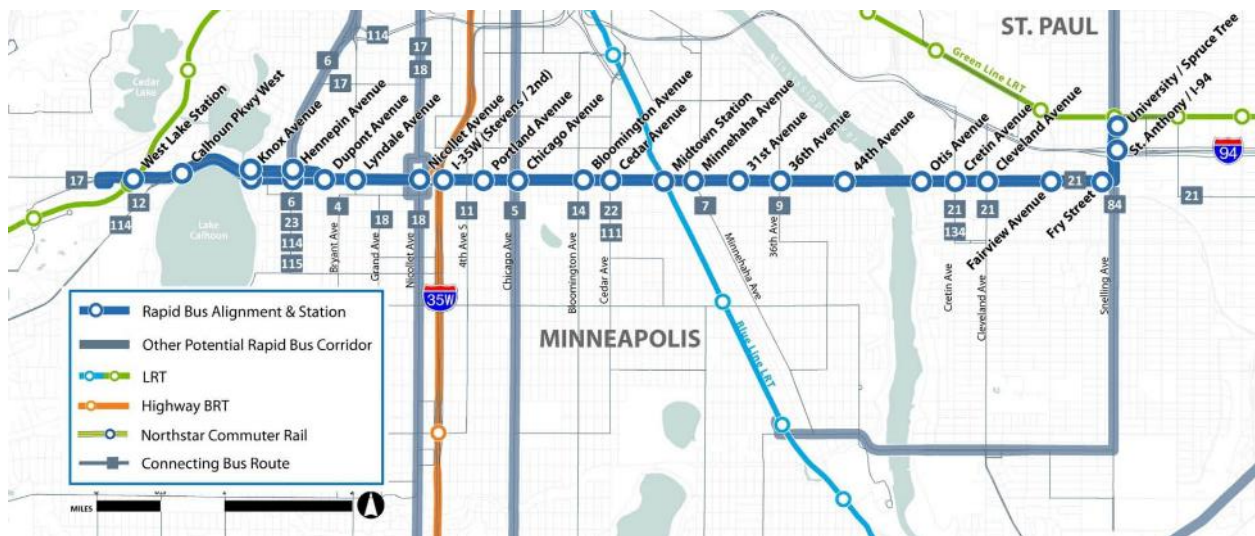 ST. PAUL
Green Line LRT
Mississippi River
Cedar
Lake
114
6
17
17
18
West Lake Station
Calhoun Pkwy West
Knox Avenue
Hennepin Avenue
Dupont Avenue
Lyndale Avenue
Nicollet Avenue
I-35W / (Stevens / 2nd)
Portland Avenue
Chicago Avenue
Bloomington Avenue
Cedar Avenue
Midtown Station
Minnehaha Avenue
31st Avenue
36th Avenue
44th Avenue
Otis Avenue
Cretin Avenue
Cleveland Avenue
Fairview Avenue
Fry Street
University / Spruce Tree
St. Anthony / I-94
94
17
12
114
6
23
114
115
4
18
18
11
5
14
22
111
7
9
21
134
21
21
84
21
Lake
Calhoun
Bryant Ave
Grand Ave
Nicollet Ave
4th Ave S
Chicago Ave
Bloomington Ave
Cedar Ave
Minnehaha Ave
36th Ave
Cretin Ave
Cleveland Ave
Snelling Ave
35W
MINNEAPOLIS
Blue Line LRT
Rapid Bus Alignment & Station
Other Potential Rapid Bus Corridor
LRT
Highway BRT
Northstar Commuter Rail
Connecting Bus Route
MILES